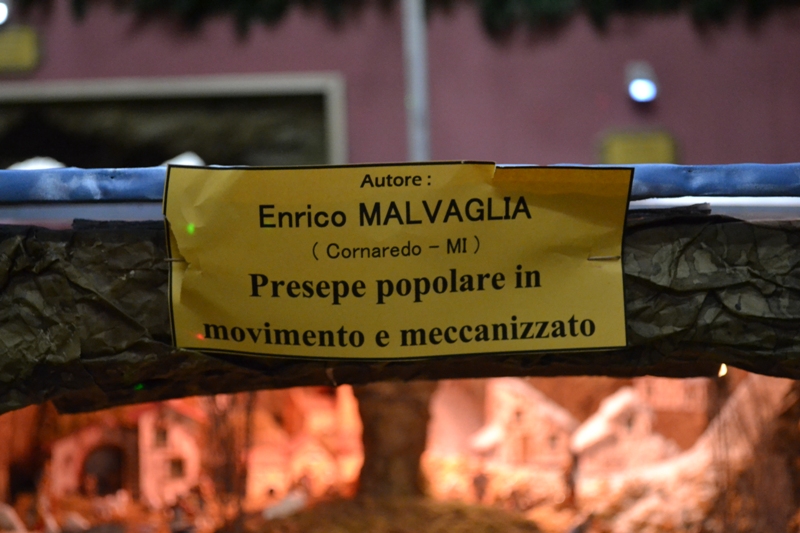 Autore :
Enrico MALVAGLIA
( Cornaredo - MI )
Presepe popolare in
movimento e meccanizzato